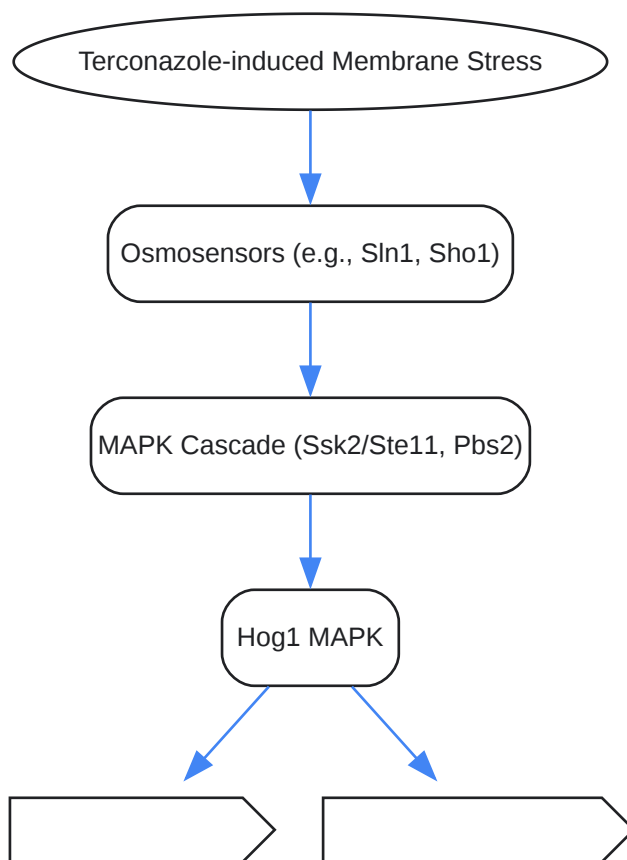 Terconazole-induced Membrane Stress
Osmosensors (e.g., Sln1, Sho1)
MAPK Cascade (Ssk2/Ste11, Pbs2)
Hog1 MAPK